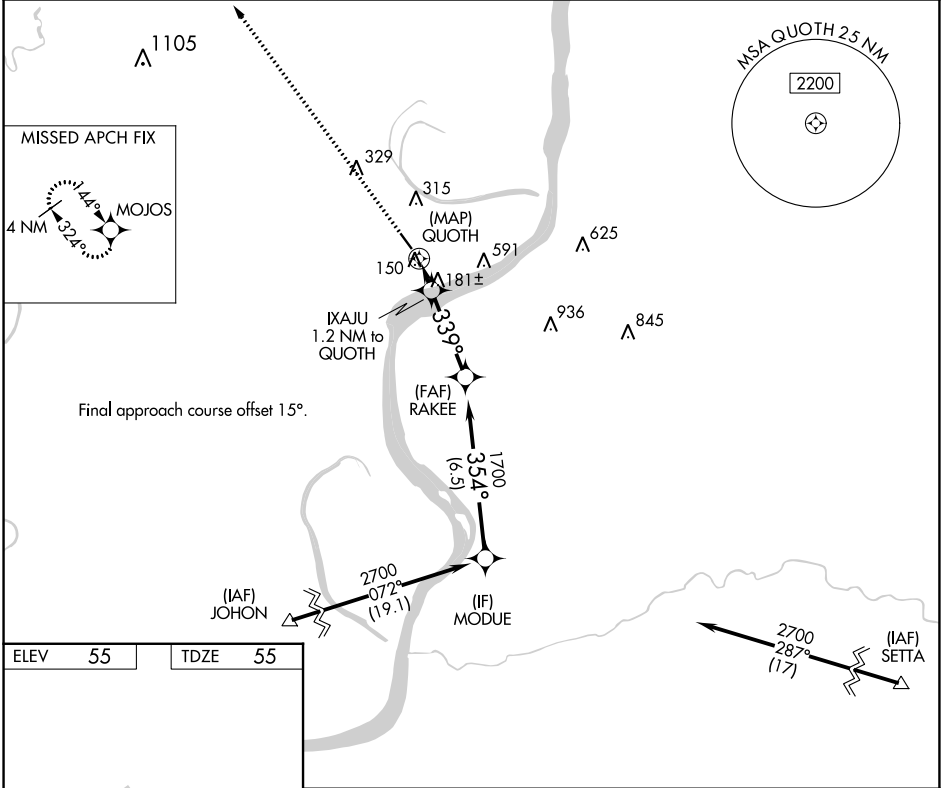 1105
MSA QUOTH 25 NM
2200
MISSED APCH FIX
144°
MOJOS
4 NM
324°
329
315
(MAP)
QUOTH
591
625
150
181±
IXAJU
1.2 NM to
QUOTH
339°
936
845
(FAF)
RAKEE
Final approach course offset 15°.
1700
354°
(6.5)
(IAF)
JOHON
2700
072°
(19.1)
(IF)
MODUE
2700
287°
(17)
(IAF)
SETTA
ELEV 55
TDZE 55